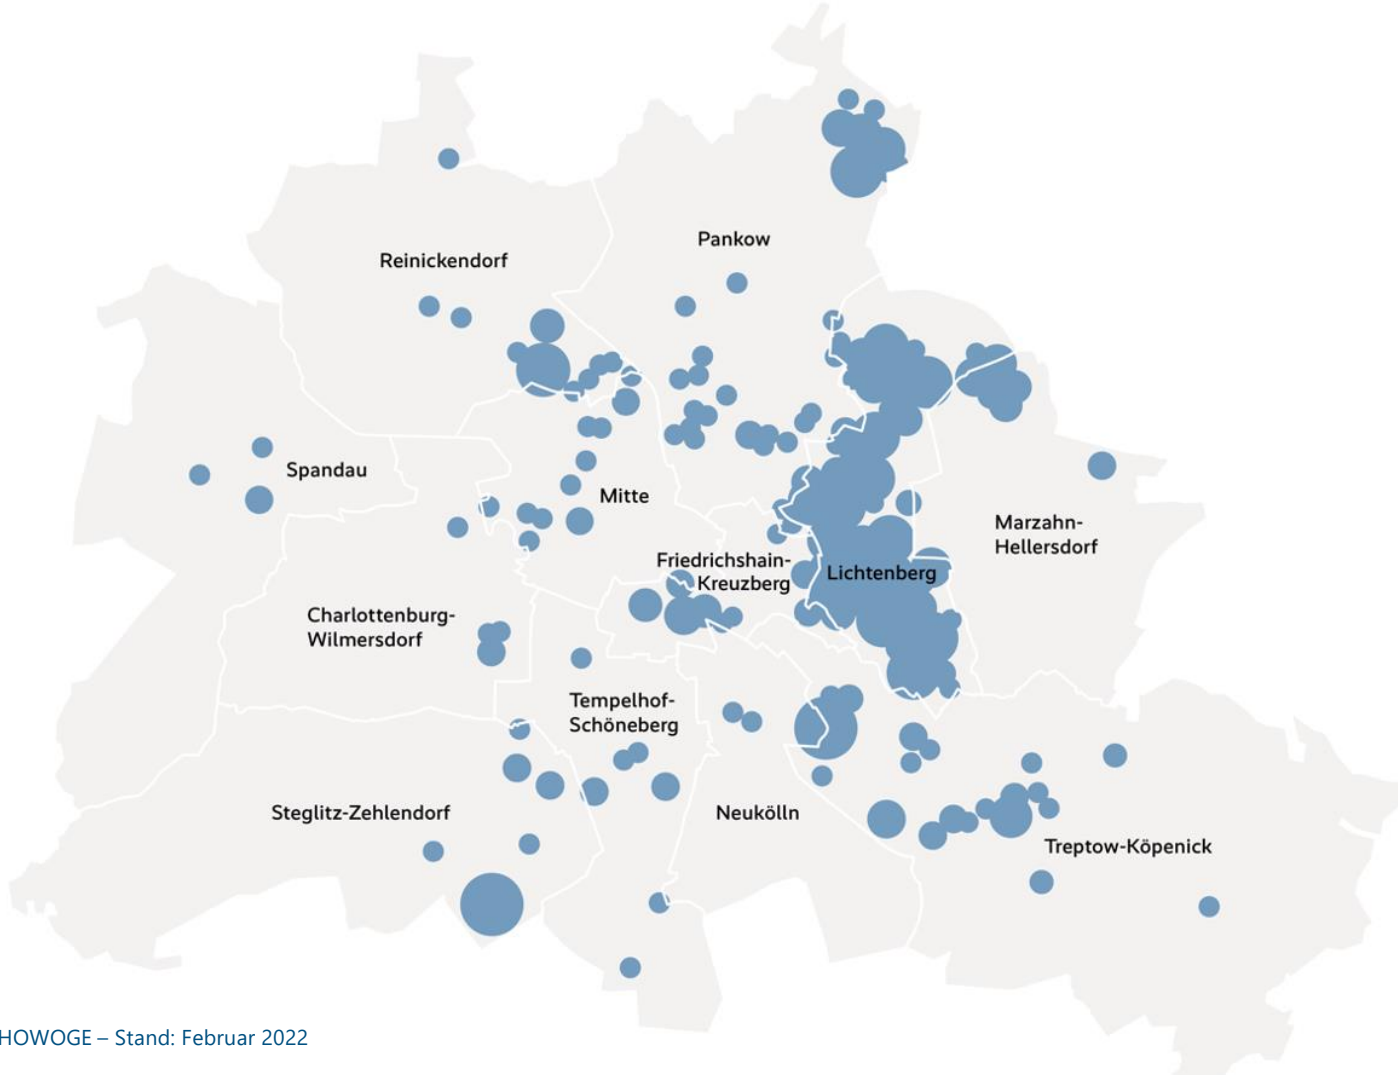 Pankow
Reinickendorf
Spandau
Mitte
Marzahn-
Hellersdorf
Friedrichshain-
Kreuzberg
Lichtenberg
Charlottenburg-
Wilmersdorf
Tempelhof-
Schöneberg
Steglitz-Zehlendorf
Neukölln
Treptow-Köpenick
HOWOGE – Stand: Februar 2022